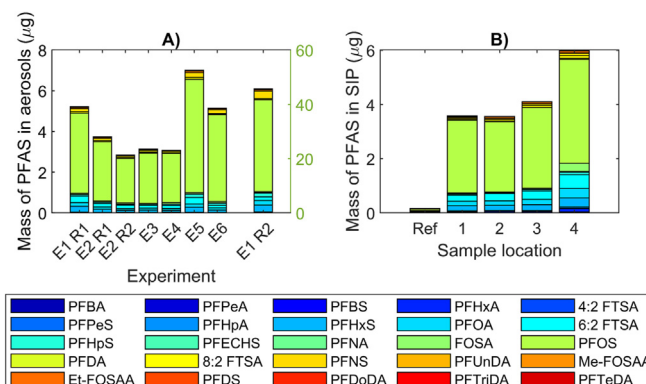 A)
B)
Mass of PFAS in aerosols (μg)
8
6
4
2
0
60
40
20
0
E1 R1
E2 R1
E2 R2
E3
E4
E5
E6
E1 R2
Experiment
Mass of PFAS in SIP (μg)
6
4
2
0
Ref 1 2 3 4
Sample location
PFBA PFPeA PFBS PFHxA 4:2 FTSA
PFPeS PFHpA PFHxS PFOA 6:2 FTSA
PFHpS PFECHS PFNA FOSA PFOS
PFDA 8:2 FTSA PFNS PFUnDA Me-FOSAA
Et-FOSAA PFDS PFDoDA PFTriDA PFTeDA